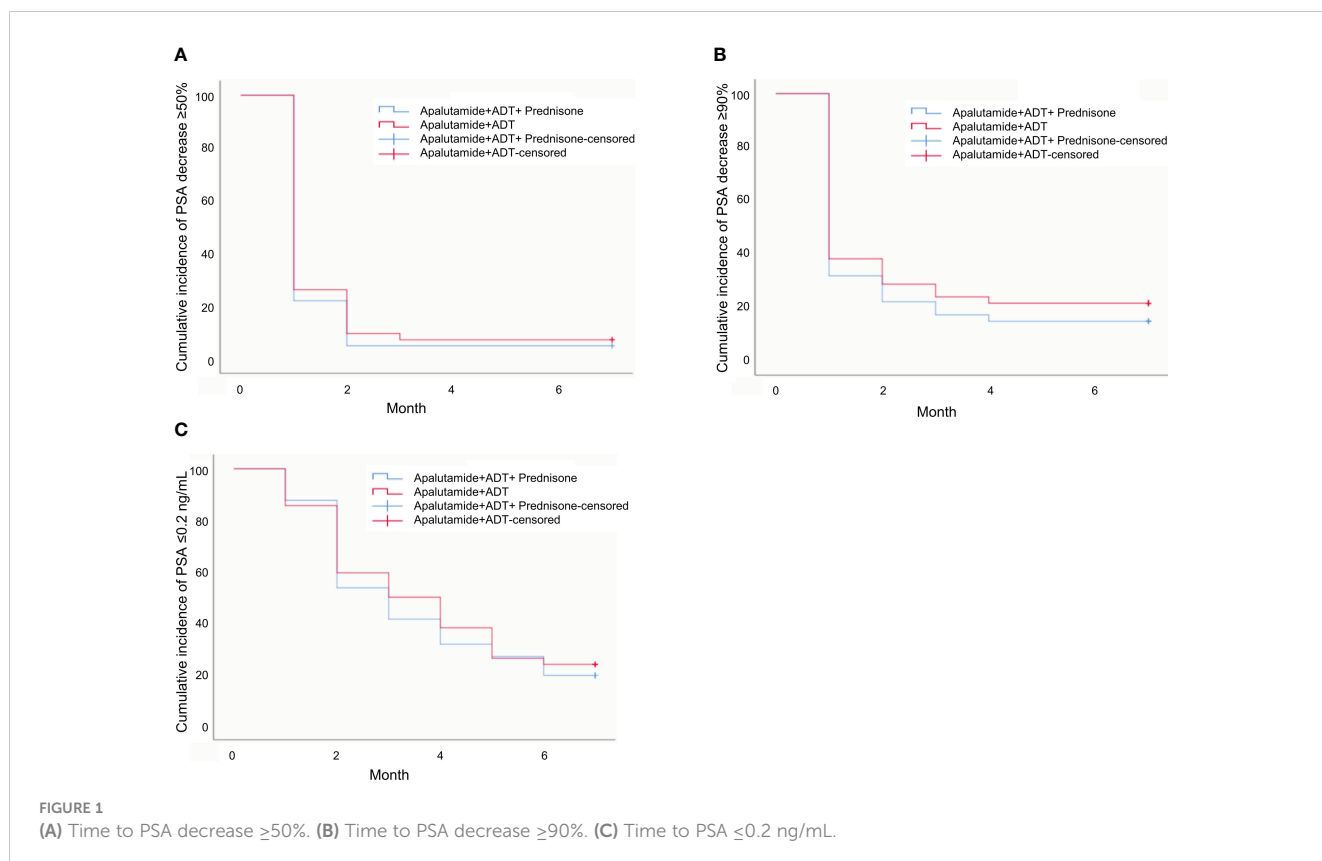 A
Cumulative incidence of PSA decrease ≥50%
100
80
60
40
20
0
Apalutamide+ADT+ Prednisone
Apalutamide+ADT
Apalutamide+ADT+ Prednisone-censored
Apalutamide+ADT-censored
0 2 4 6
Month
B
Cumulative incidence of PSA decrease ≥90%
100
80
60
40
20
0
Apalutamide+ADT+ Prednisone
Apalutamide+ADT
Apalutamide+ADT+ Prednisone-censored
Apalutamide+ADT-censored
0 2 4 6
Month
C
Cumulative incidence of PSA ≤0.2 ng/mL
100
80
60
40
20
0
Apalutamide+ADT+ Prednisone
Apalutamide+ADT
Apalutamide+ADT+ Prednisone-censored
Apalutamide+ADT-censored
0 2 4 6
Month
FIGURE 1
(A) Time to PSA decrease ≥50%. (B) Time to PSA decrease ≥90%. (C) Time to PSA ≤0.2 ng/mL.